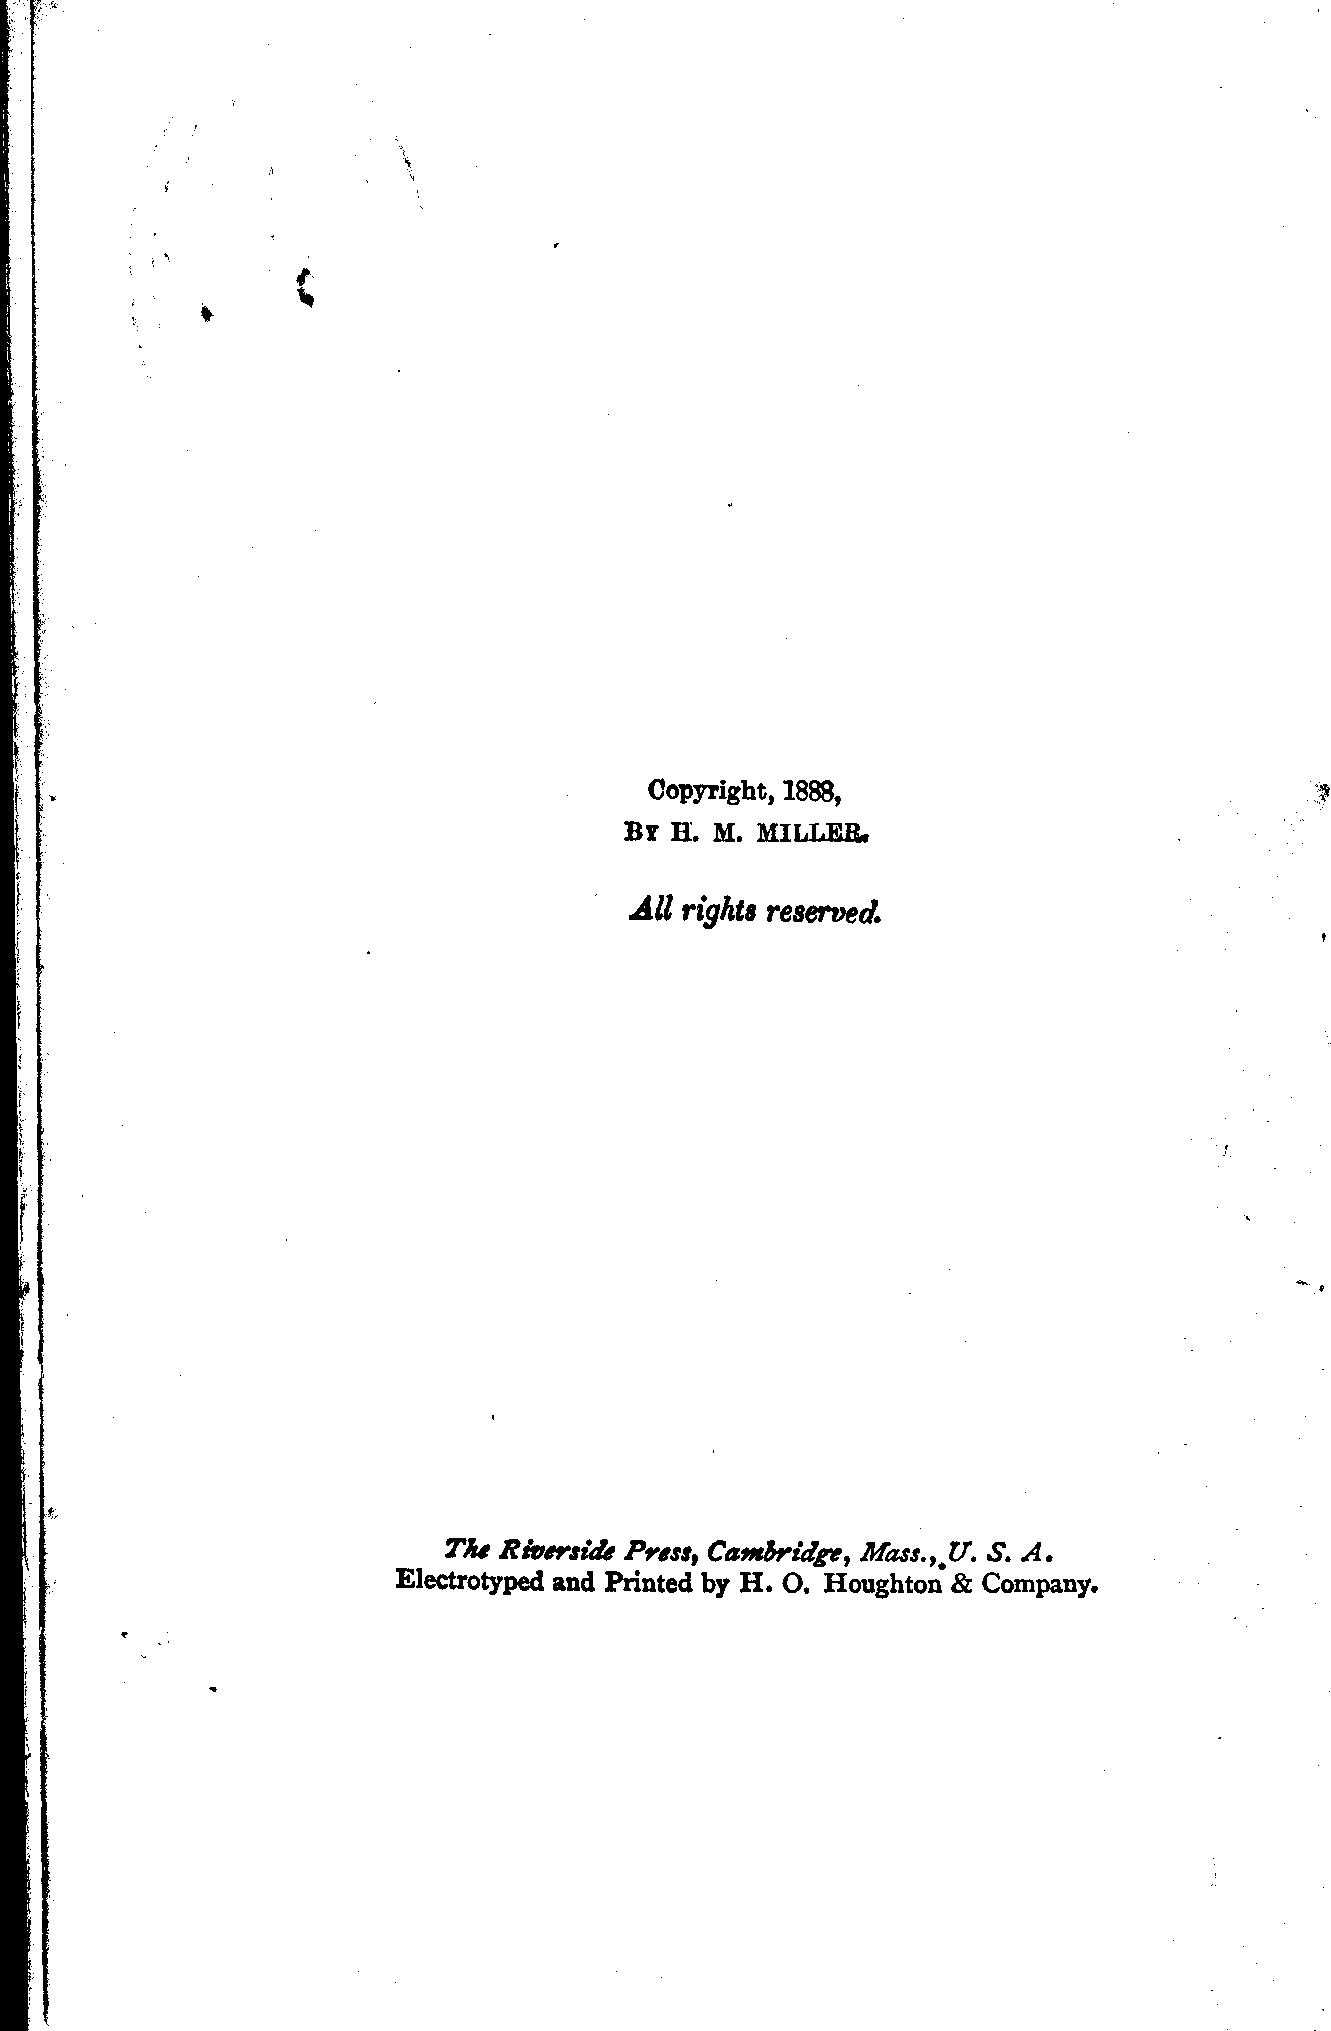 Copyright, 1888,
BY H. M. MILLER.
All rights reserved.
The Riverside Press, Cambridge, Mass., U. S. A.
Electrotyped and Printed by H. O. Houghton & Company.